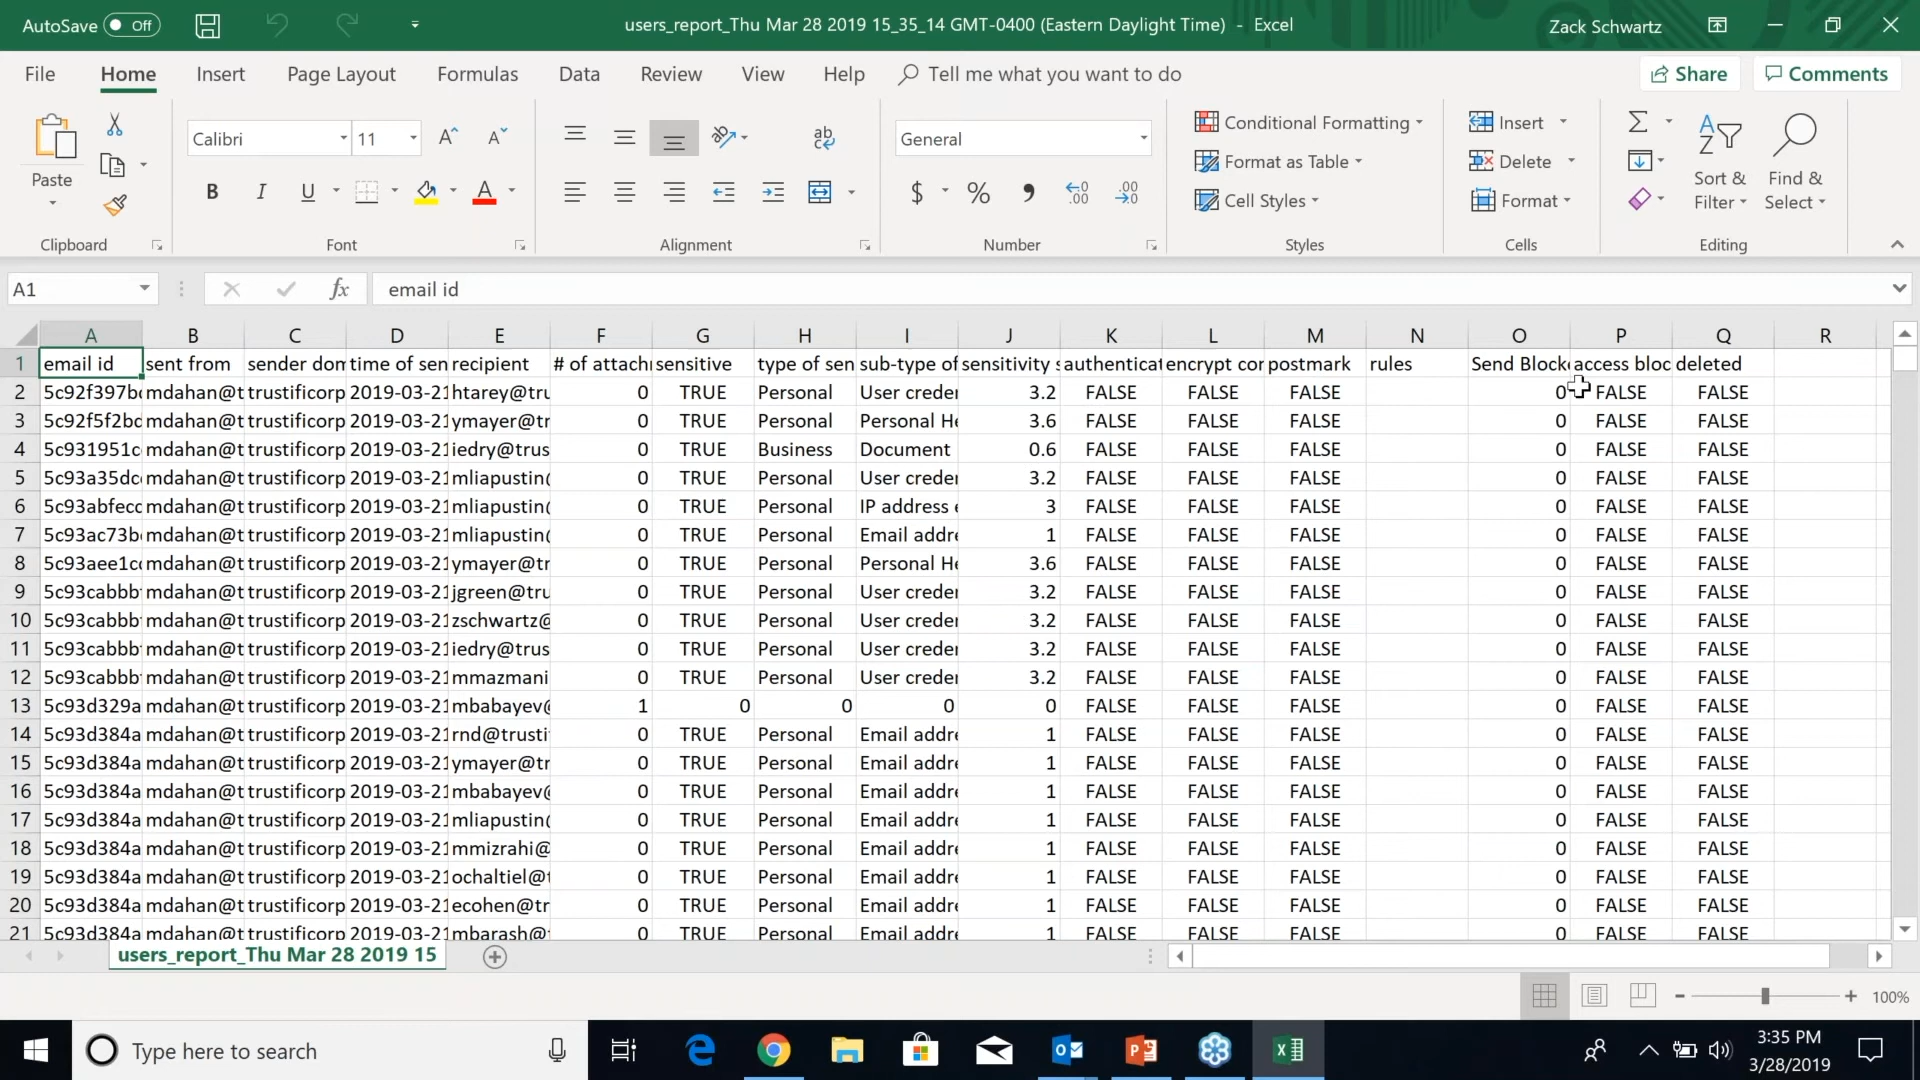 AutoSave Off users_report_Thu Mar 28 2019 15_35_14 GMT-0400 (Eastern Daylight Time) - Excel Zack Schwartz
File Home Insert Page Layout Formulas Data Review View Help Tell me what you want to do Share Comments
Calibri 11 General Conditional Formatting Insert
Paste Format as Table Delete Sort & Filter Find & Select
B I U A $ % Cell Styles Format
Clipboard Font Alignment Number Styles Cells Editing
A1 fx email id
A B C D E F G H I J K L M N O P Q R
1 email id sent from sender dom time of sen recipient # of attachr sensitive type of sen sub-type of sensitivity s authenticat encrypt cor postmark rules Send Blocke access bloc deleted
2 5c92f397bc mdahan@t trustificorp 2019-03-21 htarey@tru 0 TRUE Personal User creder 3.2 FALSE FALSE FALSE 0 FALSE FALSE
3 5c92f5f2bc mdahan@t trustificorp 2019-03-21 ymayer@tr 0 TRUE Personal Personal He 3.6 FALSE FALSE FALSE 0 FALSE FALSE
4 5c931951c mdahan@t trustificorp 2019-03-21 iedry@trus 0 TRUE Business Document 0.6 FALSE FALSE FALSE 0 FALSE FALSE
5 5c93a35dc mdahan@t trustificorp 2019-03-21 mliapustin@ 0 TRUE Personal User creder 3.2 FALSE FALSE FALSE 0 FALSE FALSE
6 5c93abfecc mdahan@t trustificorp 2019-03-21 mliapustin@ 0 TRUE Personal IP address 3 FALSE FALSE FALSE 0 FALSE FALSE
7 5c93ac73b mdahan@t trustificorp 2019-03-21 mliapustin@ 0 TRUE Personal Email addre 1 FALSE FALSE FALSE 0 FALSE FALSE
8 5c93aee1c mdahan@t trustificorp 2019-03-21 ymayer@tr 0 TRUE Personal Personal He 3.6 FALSE FALSE FALSE 0 FALSE FALSE
9 5c93cabbb mdahan@t trustificorp 2019-03-21 jgreen@tru 0 TRUE Personal User creder 3.2 FALSE FALSE FALSE 0 FALSE FALSE
10 5c93cabbb mdahan@t trustificorp 2019-03-21 zschwartz@ 0 TRUE Personal User creder 3.2 FALSE FALSE FALSE 0 FALSE FALSE
11 5c93cabbb mdahan@t trustificorp 2019-03-21 iedry@trus 0 TRUE Personal User creder 3.2 FALSE FALSE FALSE 0 FALSE FALSE
12 5c93cabbb mdahan@t trustificorp 2019-03-21 mmazmani 0 TRUE Personal User creder 3.2 FALSE FALSE FALSE 0 FALSE FALSE
13 5c93d329a mdahan@t trustificorp 2019-03-21 mbabayev@ 1 0 0 0 0 FALSE FALSE FALSE 0 FALSE FALSE
14 5c93d384a mdahan@t trustificorp 2019-03-21 rnd@trusti 0 TRUE Personal Email addre 1 FALSE FALSE FALSE 0 FALSE FALSE
15 5c93d384a mdahan@t trustificorp 2019-03-21 ymayer@tr 0 TRUE Personal Email addre 1 FALSE FALSE FALSE 0 FALSE FALSE
16 5c93d384a mdahan@t trustificorp 2019-03-21 mbabayev@ 0 TRUE Personal Email addre 1 FALSE FALSE FALSE 0 FALSE FALSE
17 5c93d384a mdahan@t trustificorp 2019-03-21 mliapustin@ 0 TRUE Personal Email addre 1 FALSE FALSE FALSE 0 FALSE FALSE
18 5c93d384a mdahan@t trustificorp 2019-03-21 mmizrahi@ 0 TRUE Personal Email addre 1 FALSE FALSE FALSE 0 FALSE FALSE
19 5c93d384a mdahan@t trustificorp 2019-03-21 ochaltiel@t 0 TRUE Personal Email addre 1 FALSE FALSE FALSE 0 FALSE FALSE
20 5c93d384a mdahan@t trustificorp 2019-03-21 ecohen@tr 0 TRUE Personal Email addre 1 FALSE FALSE FALSE 0 FALSE FALSE
21 5c93d384a mdahan@t trustificorp 2019-03-21 mbarash@t 0 TRUE Personal Email addre 1 FALSE FALSE FALSE 0 FALSE FALSE
users_report_Thu Mar 28 2019 15
100%
Type here to search 3:35 PM
3/28/2019